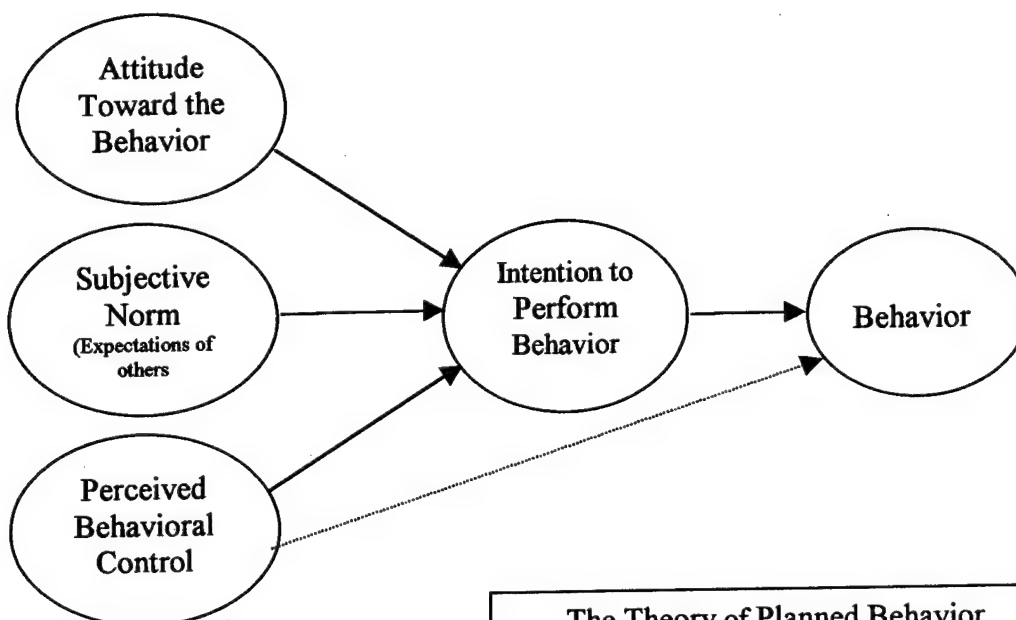 Attitude
Toward the
Behavior
Subjective
Norm
(Expectations of
others
Perceived
Behavioral
Control
Intention to
Perform
Behavior
Behavior
The Theory of Planned Behavior